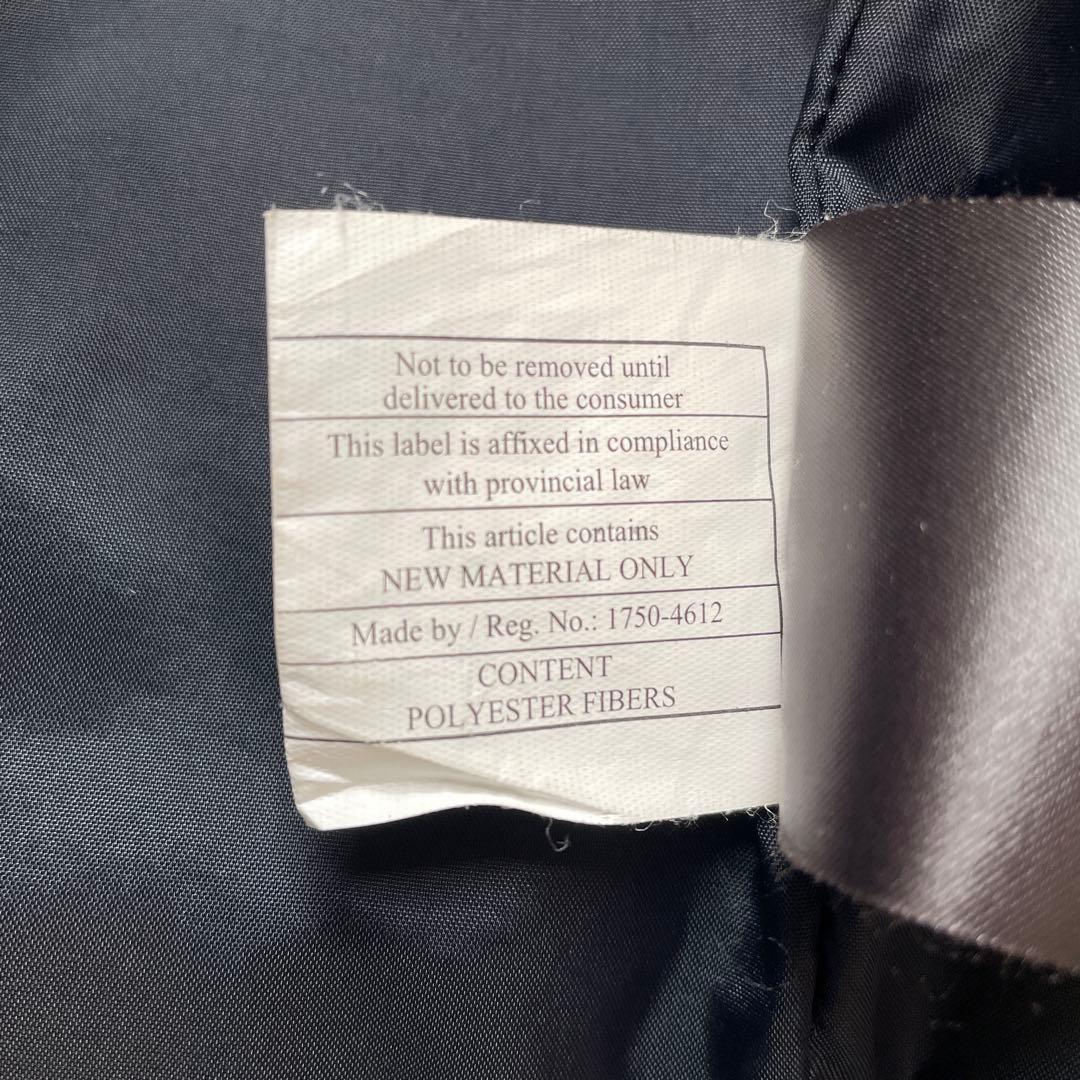 Not to be removed until
delivered to the consumer
This label is affixed in compliance
with provincial law
This article contains
NEW MATERIAL ONLY
Made by / Reg. No.: 1750-4612
CONTENT
POLYESTER FIBERS